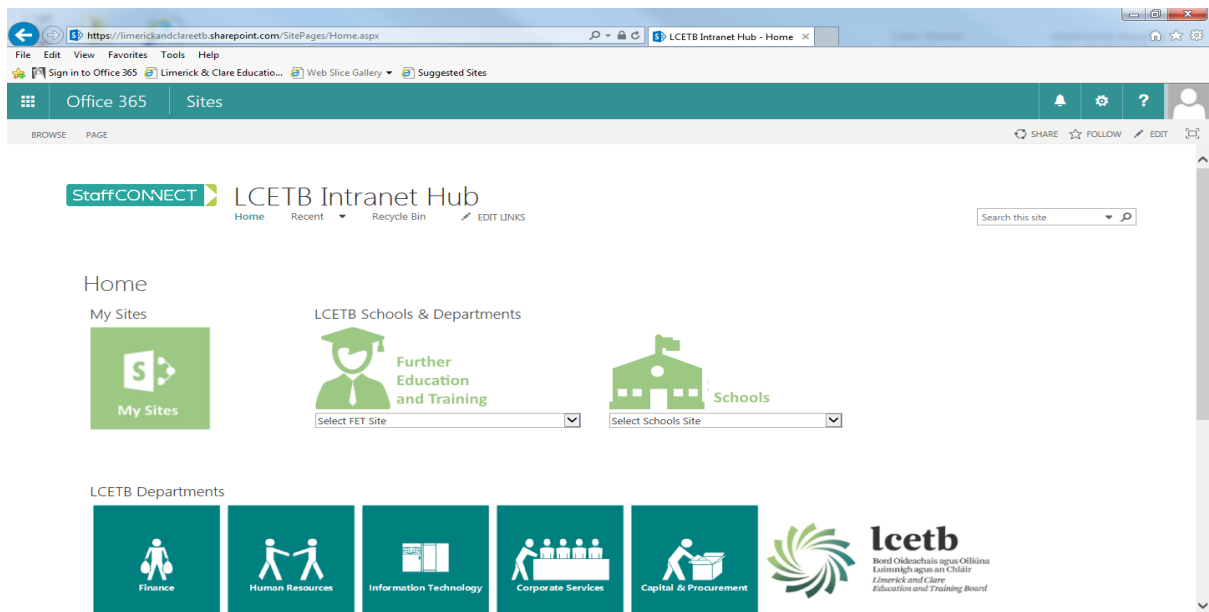 https://limerickandclareetb.sharepoint.com/SitePages/Home.aspx
LCETB Intranet Hub - Home
File Edit View Favorites Tools Help
Sign in to Office 365 Limerick & Clare Educatio... Web Slice Gallery Suggested Sites
Office 365 Sites
BROWSE PAGE SHARE FOLLOW EDIT
StaffCONNECT LCETB Intranet Hub
Home Recent Recycle Bin EDIT LINKS
Search this site
Home
My Sites
LCETB Schools & Departments
S
My Sites
Further
Education
and Training
Schools
Select FET Site
Select Schools Site
LCETB Departments
Finance
Human Resources
Information Technology
Corporate Services
Capital & Procurement
lcetb
Bord Oideachais agus Oiliúna
Luimnigh agus an Chláir
Limerick and Clare
Education and Training Board